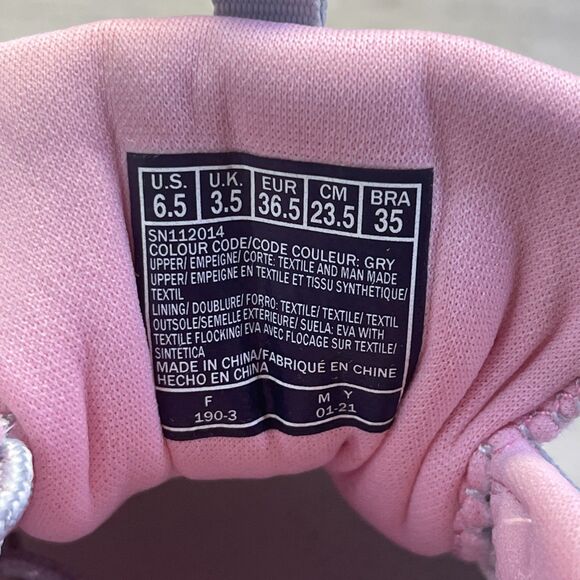 U.S. U.K. EUR CM BRA
6.5 3.5 36.5 23.5 35
SN112014
COLOUR CODE/CODE COULEUR: GRY
UPPER/ EMPEIGNE/ CORTE: TEXTILE AND MAN MADE
UPPER/ EMPEIGNE EN TEXTILE ET TISSU SYNTHÉTIQUE/
TEXTIL
LINING/ DOUBLURE/ FORRO: TEXTILE/ TEXTILE/ TEXTIL
OUTSOLE/SEMELLE EXTÉRIEURE/ SUELA: EVA WITH
TEXTILE FLOCKING/ EVA AVEC FLOCAGE SUR TEXTILE/
SINTÉTICA
MADE IN CHINA/FABRIQUÉ EN CHINE
HECHO EN CHINA
F M Y
190-3 01-21